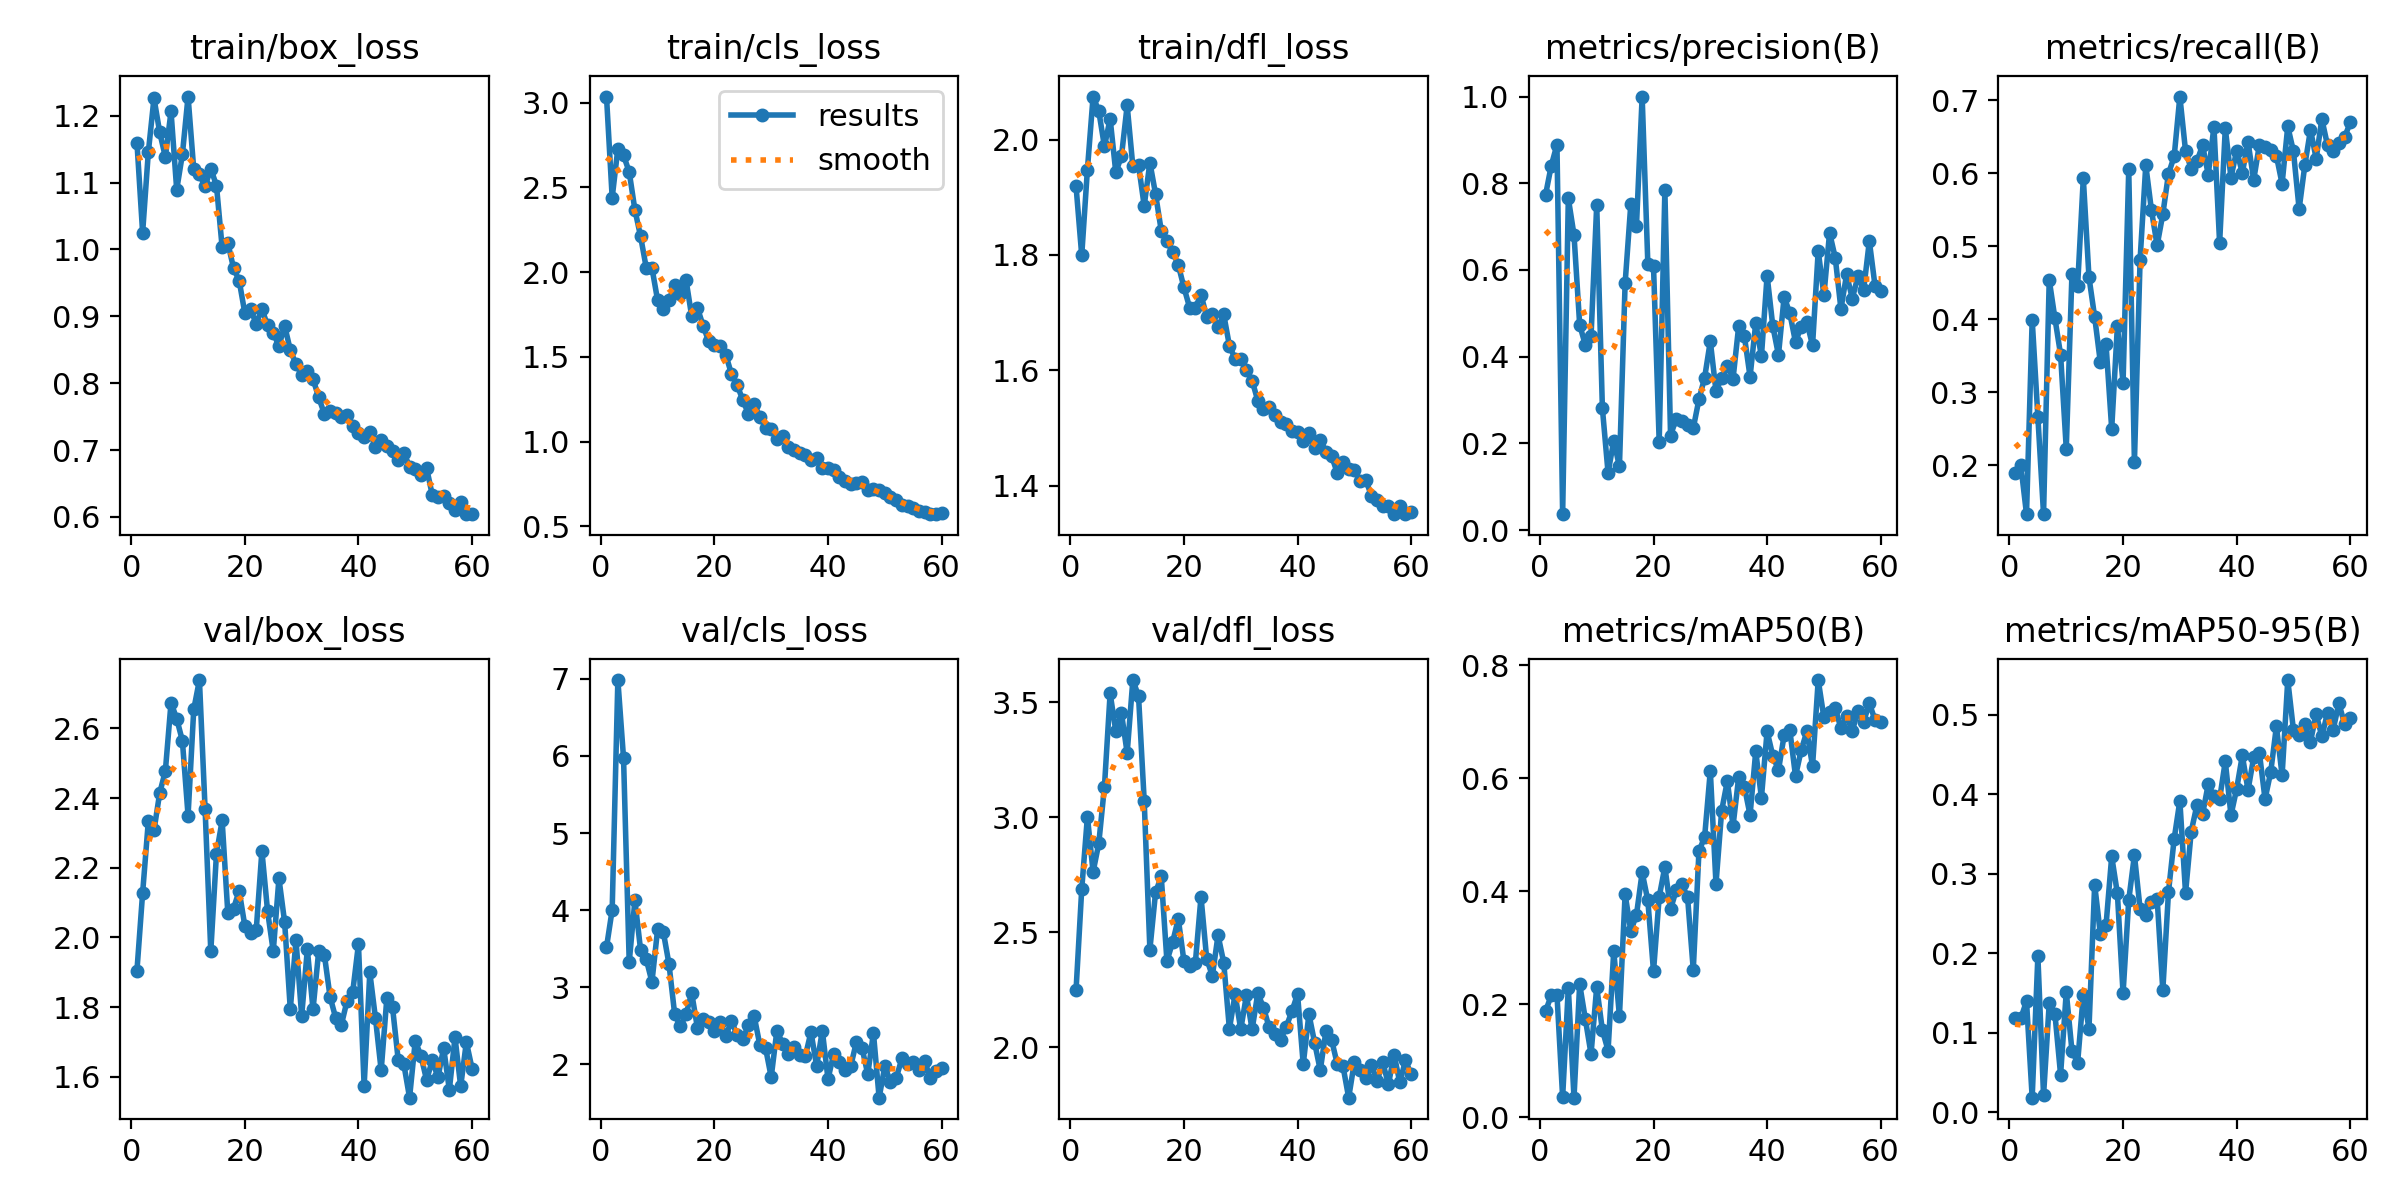 train/box_loss
1.2
1.1
1.0
0.9
0.8
0.7
0.6
0 20 40 60
train/cls_loss
results
smooth
3.0
2.5
2.0
1.5
1.0
0.5
0 20 40 60
train/dfl_loss
2.0
1.8
1.6
1.4
0 20 40 60
metrics/precision(B)
1.0
0.8
0.6
0.4
0.2
0.0
0 20 40 60
metrics/recall(B)
0.7
0.6
0.5
0.4
0.3
0.2
0 20 40 60
val/box_loss
2.6
2.4
2.2
2.0
1.8
1.6
0 20 40 60
val/cls_loss
7
6
5
4
3
2
0 20 40 60
val/dfl_loss
3.5
3.0
2.5
2.0
0 20 40 60
metrics/mAP50(B)
0.8
0.6
0.4
0.2
0.0
0 20 40 60
metrics/mAP50-95(B)
0.5
0.4
0.3
0.2
0.1
0.0
0 20 40 60